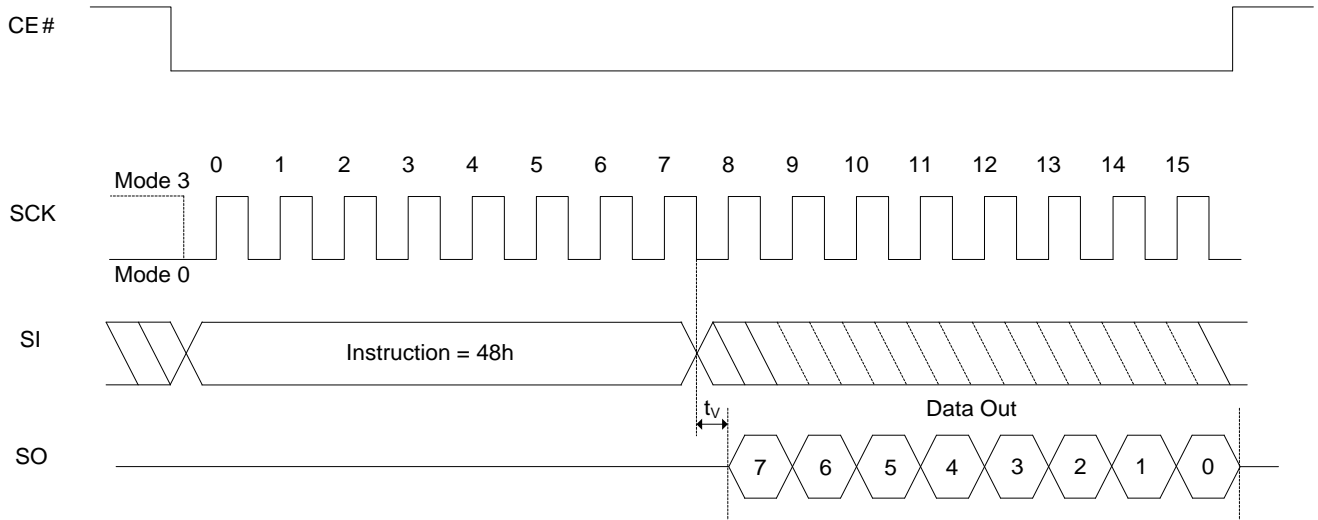 CE#
0 1 2 3 4 5 6 7 8 9 10 11 12 13 14 15
Mode 3
SCK
Mode 0
SI
Instruction = 48h
tV
Data Out
SO
7 6 5 4 3 2 1 0